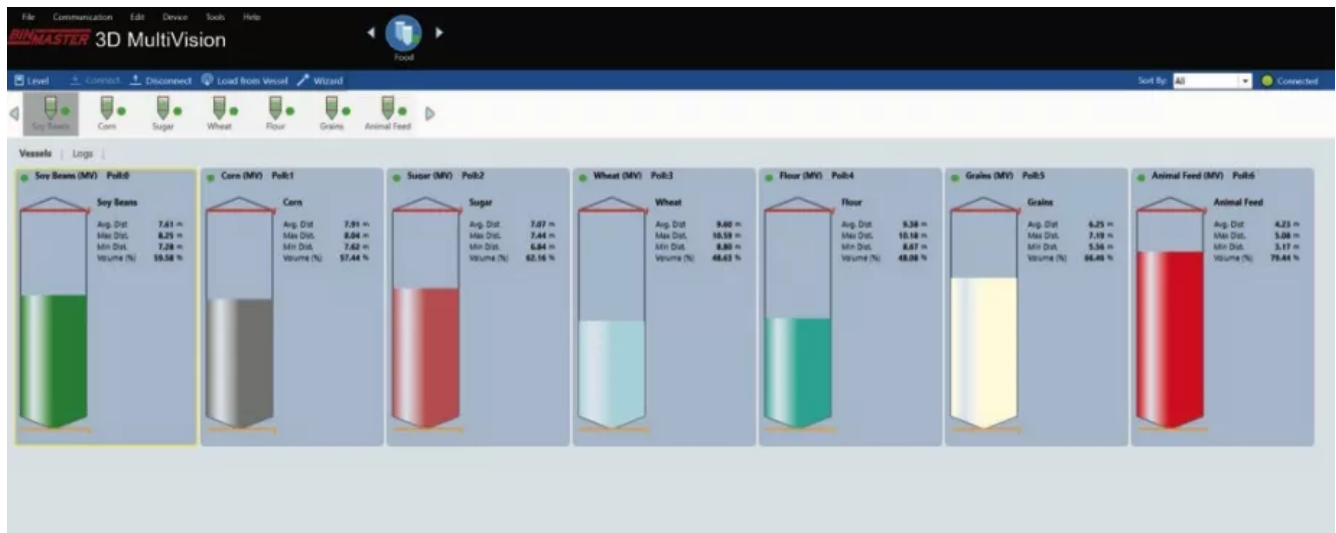 File Communication Edit Device Tools Help
BINMASTER 3D MultiVision
Food
Level Connect Disconnect Load from Vessel Wizard
Sort By: All Connected
Soy Beans Corn Sugar Wheat Flour Grains Animal Feed
Vessels | Logs |
Soy Beans (MV) Poll:0
Soy Beans
Avg. Dist 7.61 m
Max Dist. 8.25 m
Min Dist. 7.28 m
Volume (%) 59.58 %
Corn (MV) Poll:1
Corn
Avg. Dist 7.91 m
Max Dist. 8.04 m
Min Dist. 7.62 m
Volume (%) 57.44 %
Sugar (MV) Poll:2
Sugar
Avg. Dist 7.07 m
Max Dist. 7.44 m
Min Dist. 6.84 m
Volume (%) 62.16 %
Wheat (MV) Poll:3
Wheat
Avg. Dist 9.60 m
Max Dist. 10.59 m
Min Dist. 8.80 m
Volume (%) 48.63 %
Flour (MV) Poll:4
Flour
Avg. Dist 9.38 m
Max Dist. 10.18 m
Min Dist. 8.67 m
Volume (%) 48.08 %
Grains (MV) Poll:5
Grains
Avg. Dist 6.25 m
Max Dist. 7.19 m
Min Dist. 5.56 m
Volume (%) 66.46 %
Animal Feed (MV) Poll:6
Animal Feed
Avg. Dist 4.23 m
Max Dist. 5.08 m
Min Dist. 3.17 m
Volume (%) 79.44 %